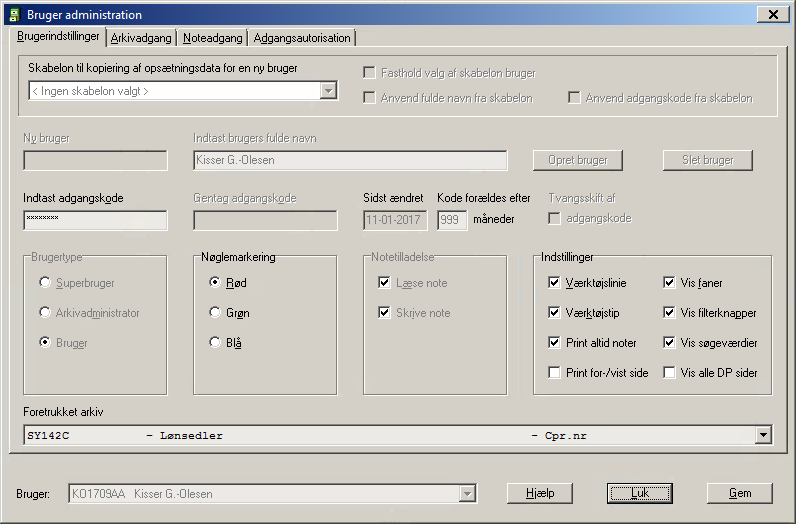 Bruger administration
Brugerindstillinger Arkivadgang Noteadgang Adgangsautorisation
Skabelon til kopiering af opsætningsdata for en ny bruger
< Ingen skabelon valgt >
Fasthold valg af skabelon bruger
Anvend fulde navn fra skabelon Anvend adgangskode fra skabelon
Ny bruger Indtast brugers fulde navn
Kisser G.-Olesen Opret bruger Slet bruger
Indtast adgangskode Gentag adgangskode Sidst ændret Kode forældes efter Tvangsskift af
******** 11-01-2017 999 måneder adgangskode
Brugertype Nøglemarkering Notetilladelse Indstillinger
Superbruger Rød Læse note Værktøjslinie Vis faner
Arkivadministrator Grøn Skrive note Værktøjstip Vis filterknapper
Bruger Blå Print altid noter Vis søgeværdier
Print for-/vist side Vis alle DP sider
Foretrukket arkiv
SY142C - Lønsedler - Cpr.nr
Bruger: KO1709AA Kisser G.-Olesen Hjælp Luk Gem